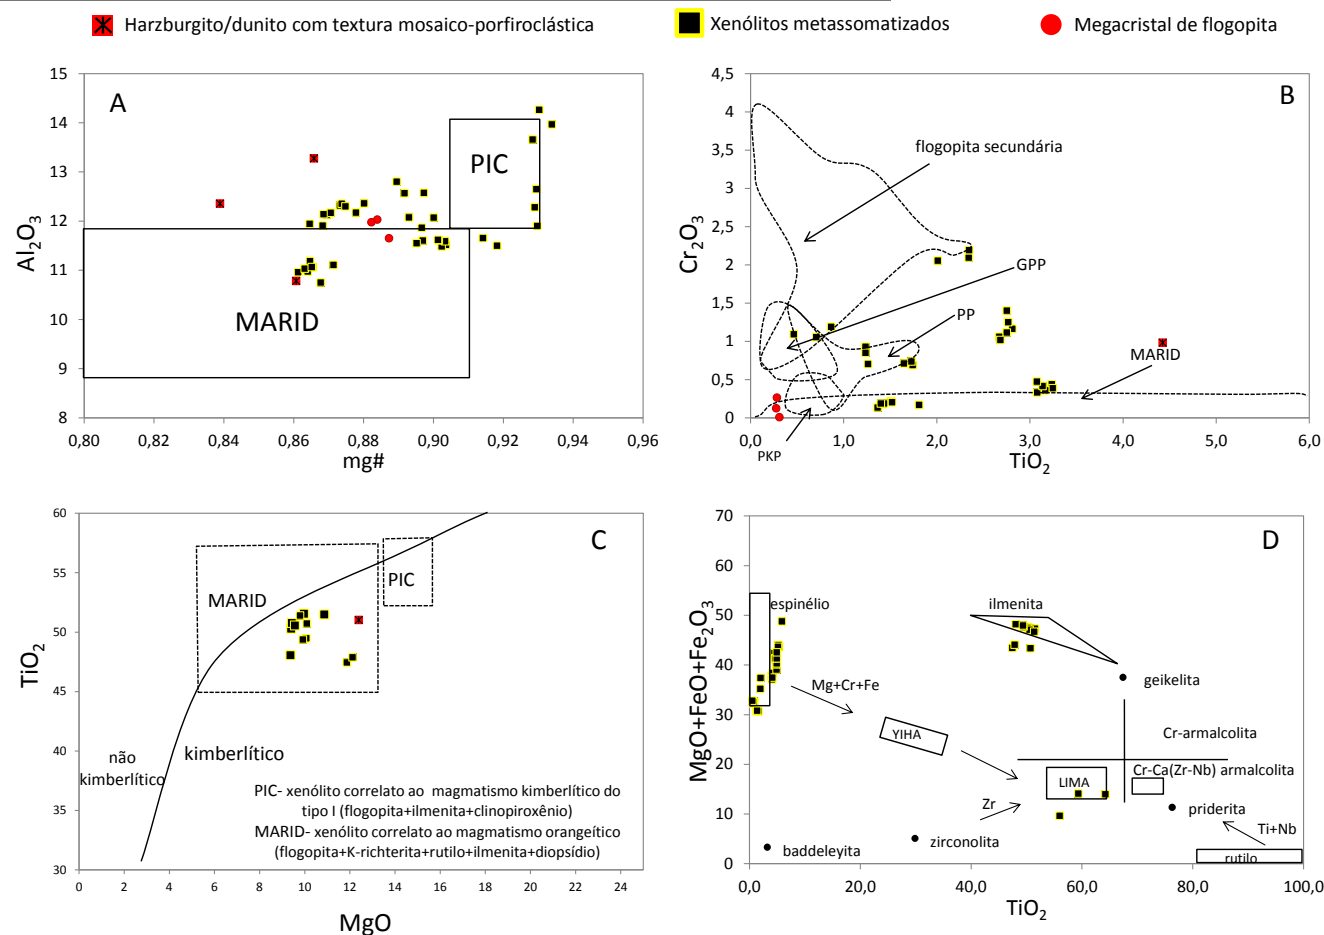 Harzburgito/dunito com textura mosaico-porfiroclástica
Xenólitos metassomatizados
Megacristal de flogopita
A
15
14
13
12
11
10
9
8
Al2O3
PIC
MARID
0,80
0,82
0,84
0,86
0,88
0,90
0,92
0,94
0,96
mg#
B
4,5
4
3,5
3
2,5
2
1,5
1
0,5
0
Cr2O3
flogopita secundária
GPP
PP
MARID
PKP
0,0
1,0
2,0
3,0
4,0
5,0
6,0
TiO2
C
60
55
50
45
40
35
30
TiO2
MARID
PIC
não
kimberlítico
kimberlítico
PIC- xenólito correlato ao magmatismo kimberlítico do
tipo I (flogopita+ilmenita+clinopiroxênio)
MARID- xenólito correlato ao magmatismo orangeítico
(flogopita+K-richterita+rutilo+ilmenita+diopsídio)
0
2
4
6
8
10
12
14
16
18
20
22
24
MgO
D
70
60
50
40
30
20
10
0
MgO+FeO+Fe2O3
espinélio
ilmenita
geikelita
Mg+Cr+Fe
YIHA
Cr-armalcolita
LIMA
Cr-Ca(Zr-Nb) armalcolita
Zr
priderita
Ti+Nb
zirconolita
baddeleyita
rutilo
0,0
20,0
40,0
60,0
80,0
100,0
TiO2